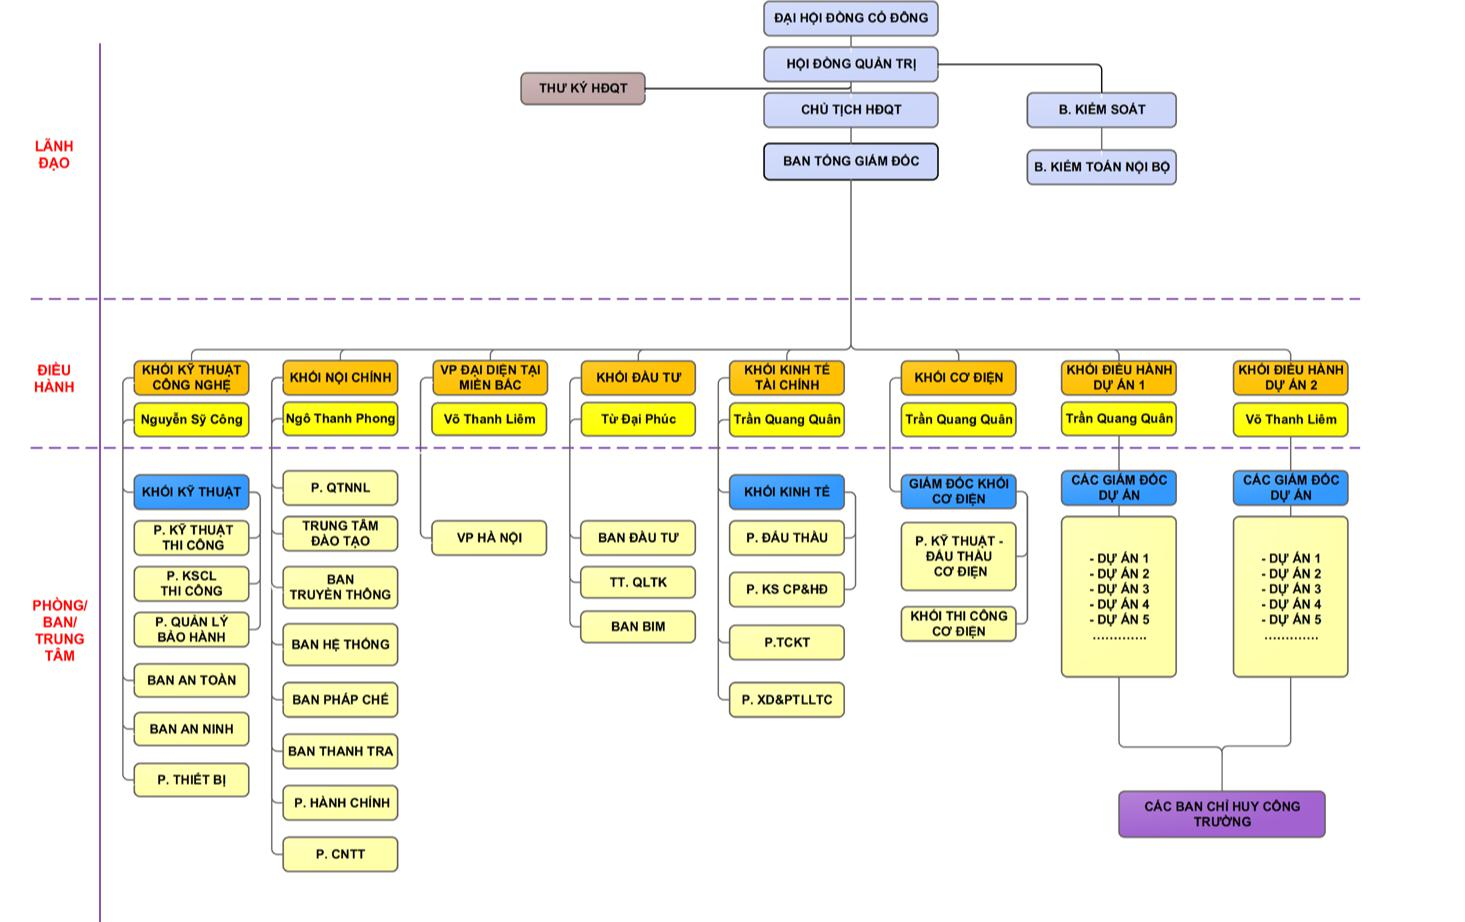 ĐẠI HỘI ĐỒNG CỔ ĐÔNG
HỘI ĐỒNG QUẢN TRỊ
THƯ KÝ HĐQT
CHỦ TỊCH HĐQT
B. KIỂM SOÁT
LÃNH
ĐẠO
BAN TỔNG GIÁM ĐỐC
B. KIỂM TOÁN NỘI BỘ
ĐIỀU
HÀNH
KHỐI KỸ THUẬT
CÔNG NGHỆ
Nguyễn Sỹ Công
KHỐI NỘI CHÍNH
Ngô Thanh Phong
VP ĐẠI DIỆN TẠI
MIỀN BẮC
Võ Thanh Liêm
KHỐI ĐẦU TƯ
Từ Đại Phúc
KHỐI KINH TẾ
TÀI CHÍNH
Trần Quang Quân
KHỐI CƠ ĐIỆN
Trần Quang Quân
KHỐI ĐIỀU HÀNH
DỰ ÁN 1
Trần Quang Quân
KHỐI ĐIỀU HÀNH
DỰ ÁN 2
Võ Thanh Liêm
PHÒNG/
BAN/
TRUNG
TÂM
KHỐI KỸ THUẬT
P. KỸ THUẬT
THI CÔNG
P. KSCL
THI CÔNG
P. QUẢN LÝ
BẢO HÀNH
BAN AN TOÀN
BAN AN NINH
P. THIẾT BỊ
P. QTNNL
TRUNG TÂM
ĐÀO TẠO
BAN
TRUYỀN THÔNG
BAN HỆ THỐNG
BAN PHÁP CHẾ
BAN THANH TRA
P. HÀNH CHÍNH
P. CNTT
VP HÀ NỘI
BAN ĐẦU TƯ
TT. QLTK
BAN BIM
KHỐI KINH TẾ
P. ĐẤU THẦU
P. KS CP&HĐ
P.TCKT
P. XD&PTLLTC
GIÁM ĐỐC KHỐI
CƠ ĐIỆN
P. KỸ THUẬT -
ĐẤU THẦU
CƠ ĐIỆN
KHỐI THI CÔNG
CƠ ĐIỆN
CÁC GIÁM ĐỐC
DỰ ÁN
- DỰ ÁN 1
- DỰ ÁN 2
- DỰ ÁN 3
- DỰ ÁN 4
- DỰ ÁN 5
.............
CÁC GIÁM ĐỐC
DỰ ÁN
- DỰ ÁN 1
- DỰ ÁN 2
- DỰ ÁN 3
- DỰ ÁN 4
- DỰ ÁN 5
.............
CÁC BAN CHỈ HUY CÔNG
TRƯỜNG